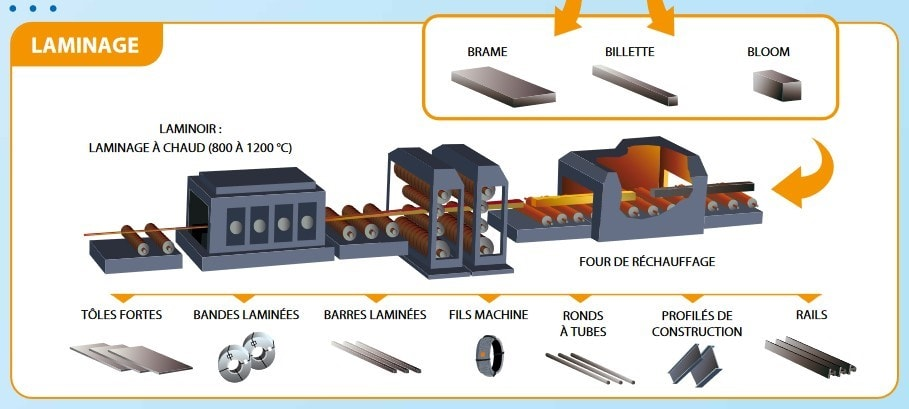 LAMINAGE
BRAME
BILLETTE
BLOOM
LAMINOIR :
LAMINAGE À CHAUD (800 À 1200 °C)
FOUR DE RÉCHAUFFAGE
TÔLES FORTES
BANDES LAMINÉES
BARRES LAMINÉES
FILS MACHINE
RONDS
À TUBES
PROFILÉS DE
CONSTRUCTION
RAILS